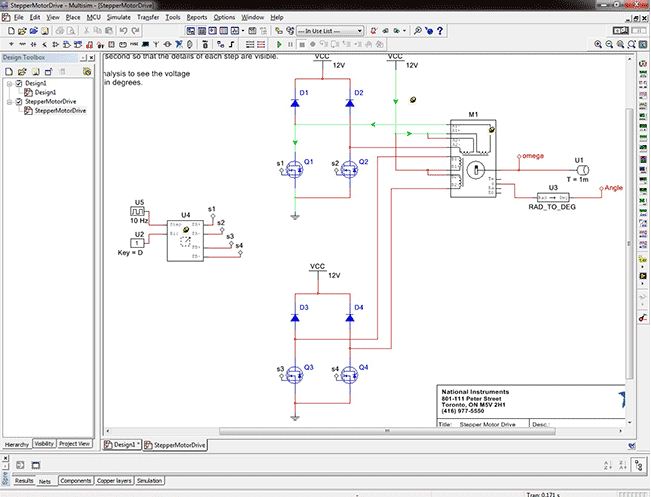 StepperMotorDrive - Multisim - [StepperMotorDrive]
File Edit View Place MCU Simulate Transfer Tools Reports Options Window Help
--- In Use List ---
Design Toolbox
Design1
Design1
StepperMotorDrive
StepperMotorDrive
second so that the details of each step are visible.
nalysis to see the voltage
in degrees.
VCC
12V
VCC
12V
D1
D2
M1
s1
Q1
s2
Q2
omega
U1
T = 1m
U3
Angle
RAD_TO_DEG
U5
10 Hz
U2
1
Key = D
U4
Step
s1
s2
s3
s4
VCC
12V
D3
D4
s3
Q3
s4
Q4
National Instruments
801-111 Peter Street
Toronto, ON M5V 2H1
(416) 977-5550
Title: Stepper Motor Drive Desc.:
Hierarchy Visibility Project View
Design1 * StepperMotorDrive
Results Nets Components Copper layers Simulation
Tran: 0.171 s